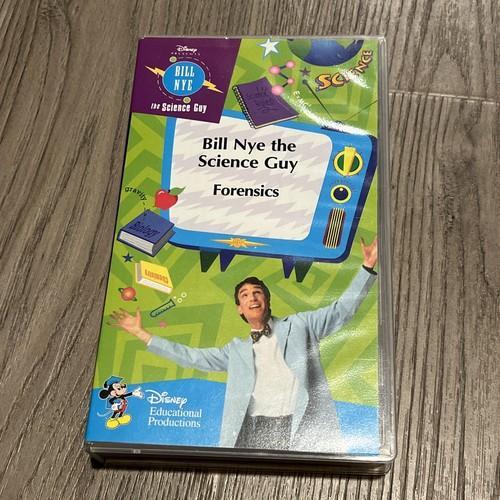 Disney
PRESENTS
BILL
NYE
the Science Guy
SCIENCE
Bill Nye the
Science Guy
Forensics
gravity
Biology
Chemistry
Disney
Educational
Productions